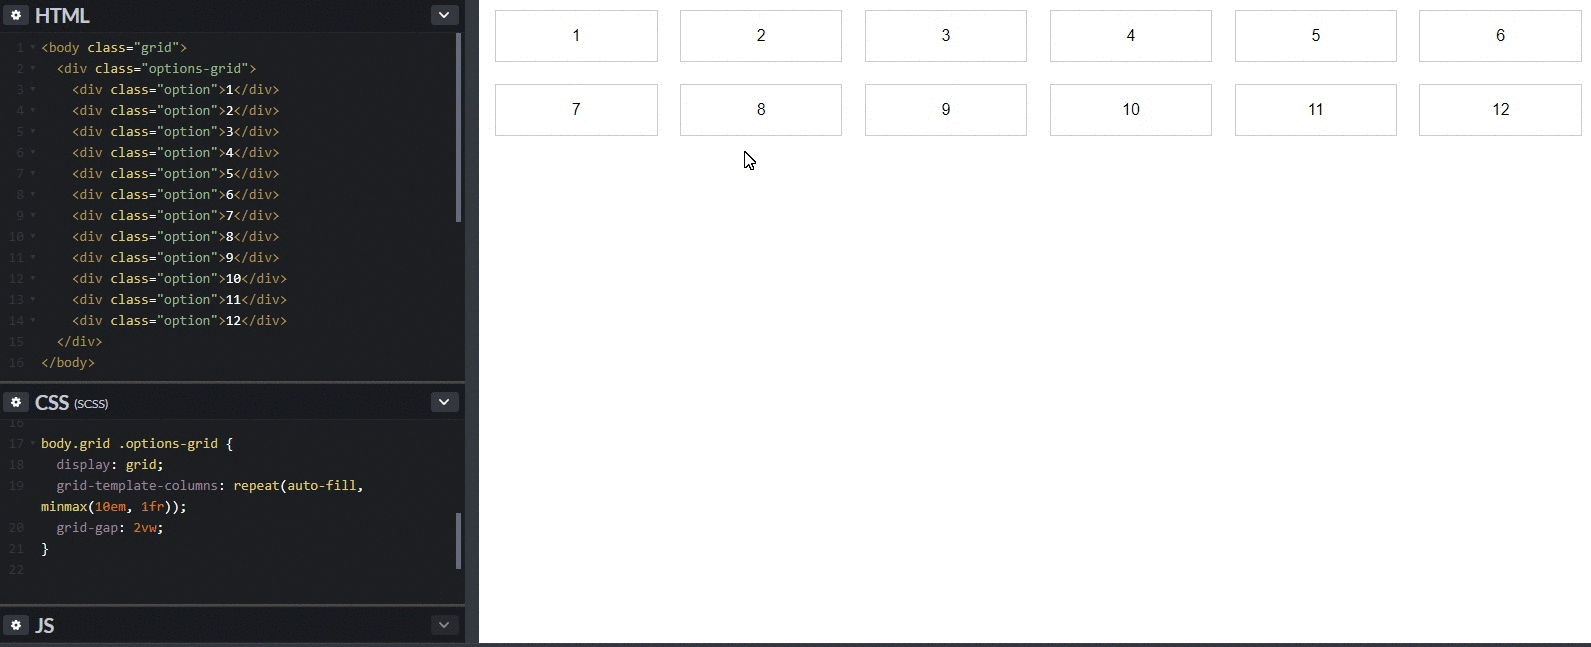 HTML
1 <body class="grid">
2 <div class="options-grid">
3 <div class="option">1</div>
4 <div class="option">2</div>
5 <div class="option">3</div>
6 <div class="option">4</div>
7 <div class="option">5</div>
8 <div class="option">6</div>
9 <div class="option">7</div>
10 <div class="option">8</div>
11 <div class="option">9</div>
12 <div class="option">10</div>
13 <div class="option">11</div>
14 <div class="option">12</div>
15 </div>
16 </body>
CSS (SCSS)
16
17 body.grid .options-grid {
18 display: grid;
19 grid-template-columns: repeat(auto-fill,
minmax(10em, 1fr));
20 grid-gap: 2vw;
21 }
22
JS
1 2 3 4 5 6
7 8 9 10 11 12